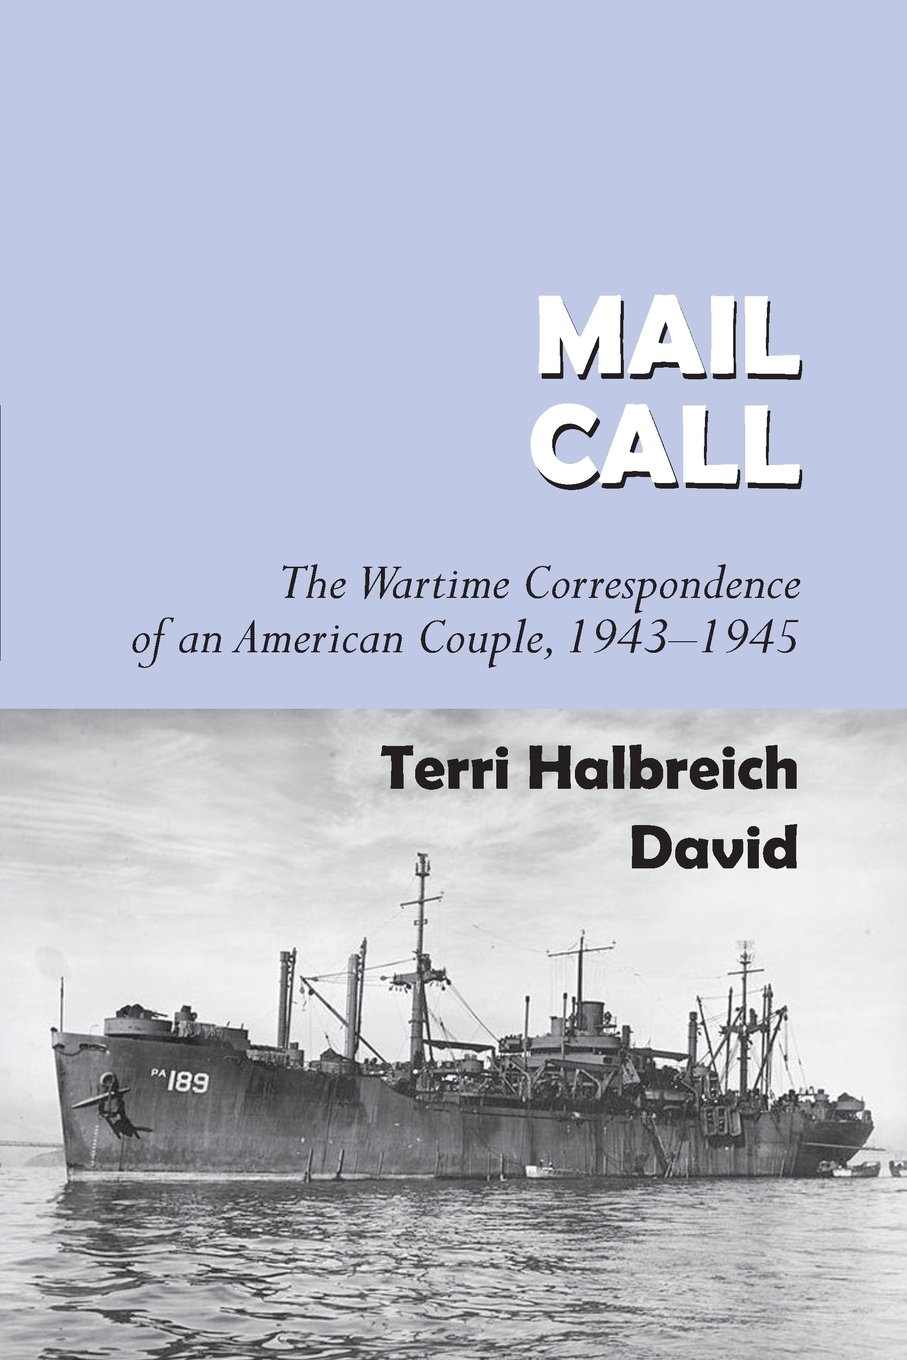 MAIL
CALL
The Wartime Correspondence
of an American Couple, 1943–1945
Terri Halbreich
David
PA 189